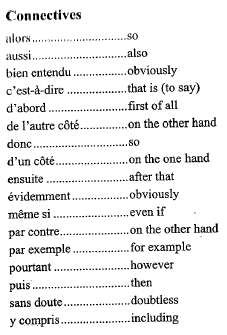 Connectives
alors..............................so
aussi..............................also
bien entendu ..................obviously
c'est-à-dire ....................that is (to say)
d'abord ..........................first of all
de l'autre côté................on the other hand
donc...............................so
d'un côté........................on the one hand
ensuite ...........................after that
évidemment ...................obviously
même si .........................even if
par contre.......................on the other hand
par exemple ...................for example
pourtant .........................however
puis................................then
sans doute ......................doubtless
y compris.......................including